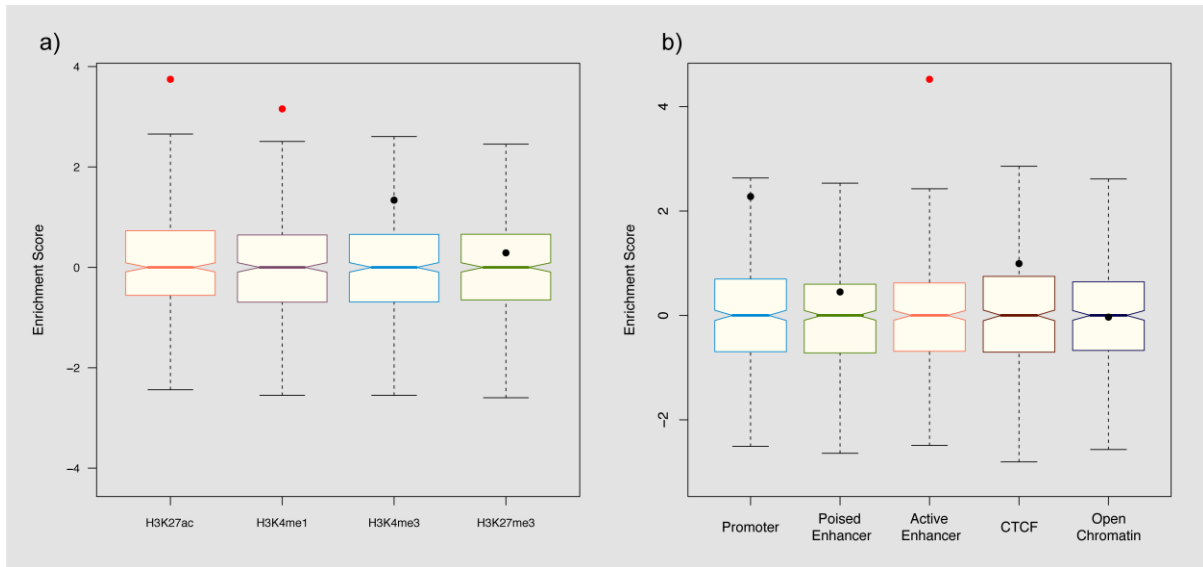 a)
Enrichment Score
4
2
0
−2
−4
H3K27ac
H3K4me1
H3K4me3
H3K27me3
b)
Enrichment Score
4
2
0
−2
Promoter
Poised
Enhancer
Active
Enhancer
CTCF
Open
Chromatin